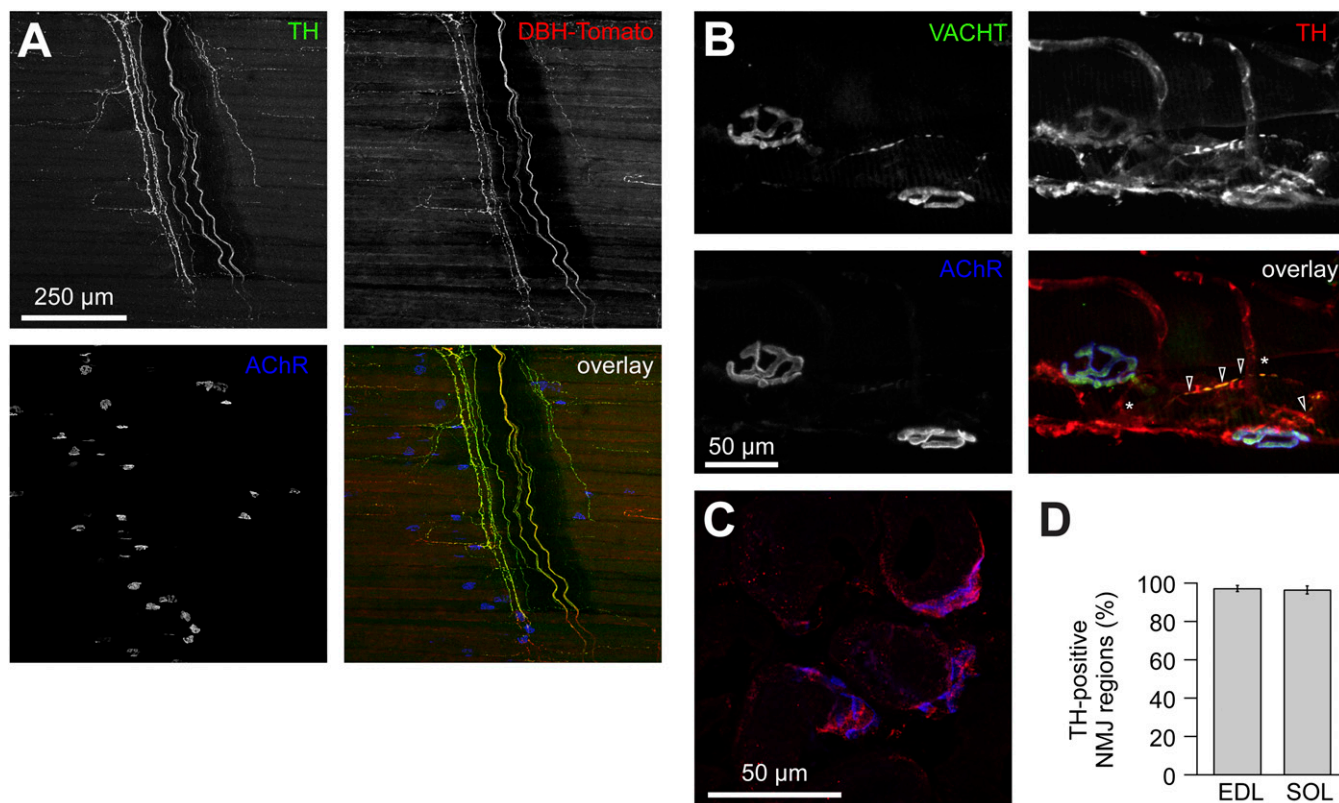 A
TH
DBH-Tomato
250 µm
AChR
overlay
B
VACHT
TH
AChR
overlay
50 µm
*
*
C
50 µm
D
TH-positive
NMJ regions (%)
100
80
60
40
20
0
EDL
SOL